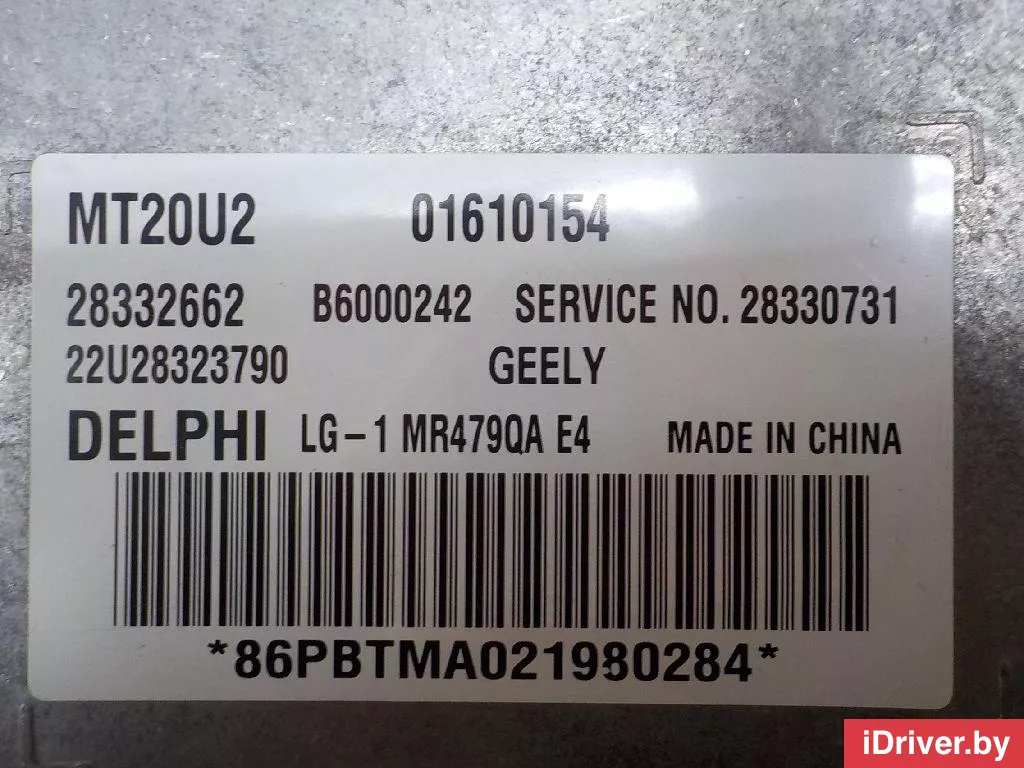 MT20U2 01610154
28332662 B6000242 SERVICE NO. 28330731
22U28323790 GEELY
DELPHI LG-1 MR479QA E4 MADE IN CHINA
*86PBTMA021980284*
iDriver.by